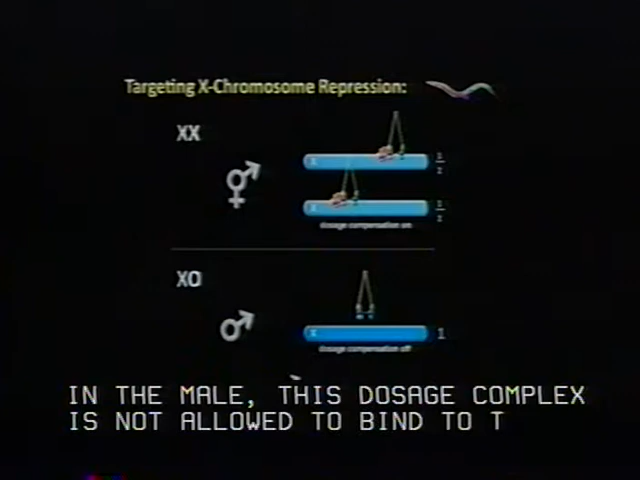 Targeting X-Chromosome Repression:
XX
X 1/2
X 1/2
dosage compensation on
XO
X 1
dosage compensation off
IN THE MALE, THIS DOSAGE COMPLEX
IS NOT ALLOWED TO BIND TO T